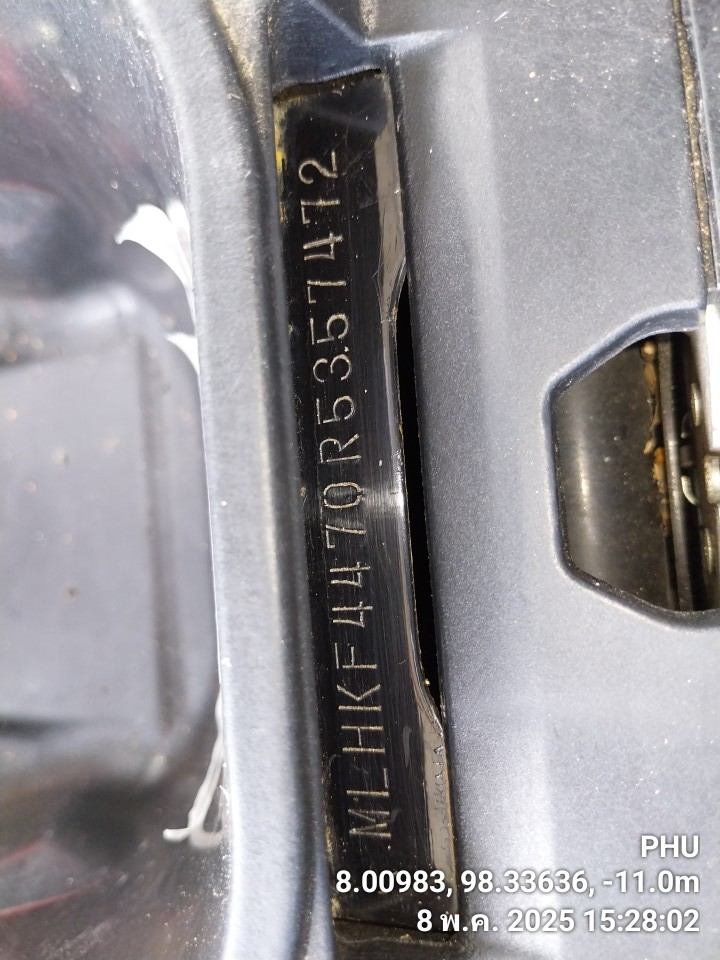 MLHKF4470R5357472
PHU
8.00983, 98.33636, -11.0m
8 พ.ค. 2025 15:28:02